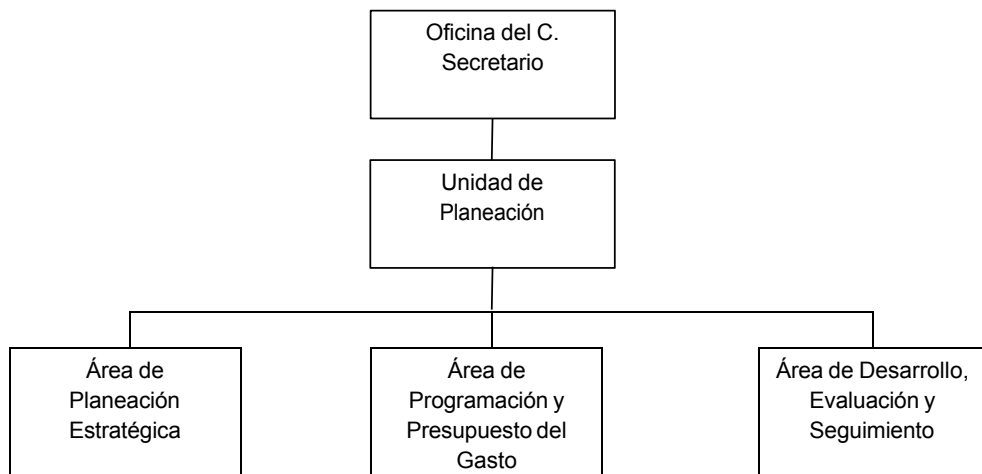 Oficina del C.
Secretario
Unidad de
Planeación
Área de
Planeación
Estratégica
Área de
Programación y
Presupuesto del
Gasto
Área de Desarrollo,
Evaluación y
Seguimiento